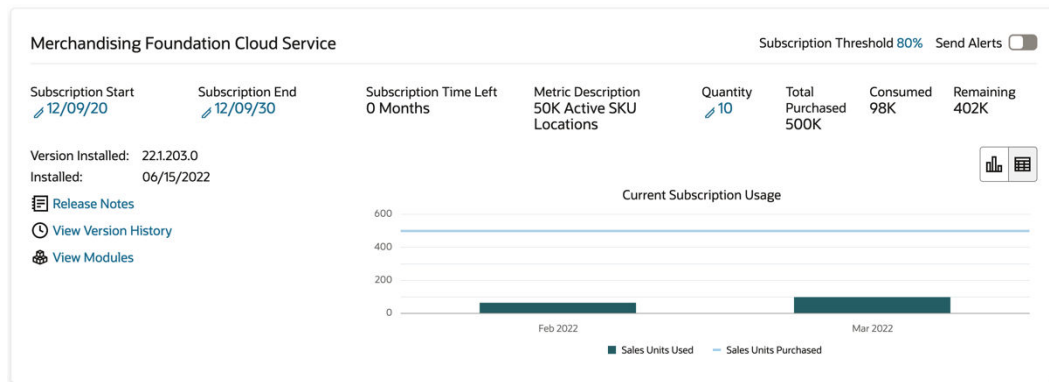 Merchandising Foundation Cloud Service
Subscription Threshold 80% Send Alerts
Subscription Start
12/09/20
Subscription End
12/09/30
Subscription Time Left
0 Months
Metric Description
50K Active SKU
Locations
Quantity
10
Total
Purchased
500K
Consumed
98K
Remaining
402K
Version Installed: 22.1.203.0
Installed: 06/15/2022
Release Notes
View Version History
View Modules
Current Subscription Usage
600
400
200
0
Feb 2022
Mar 2022
Sales Units Used
Sales Units Purchased